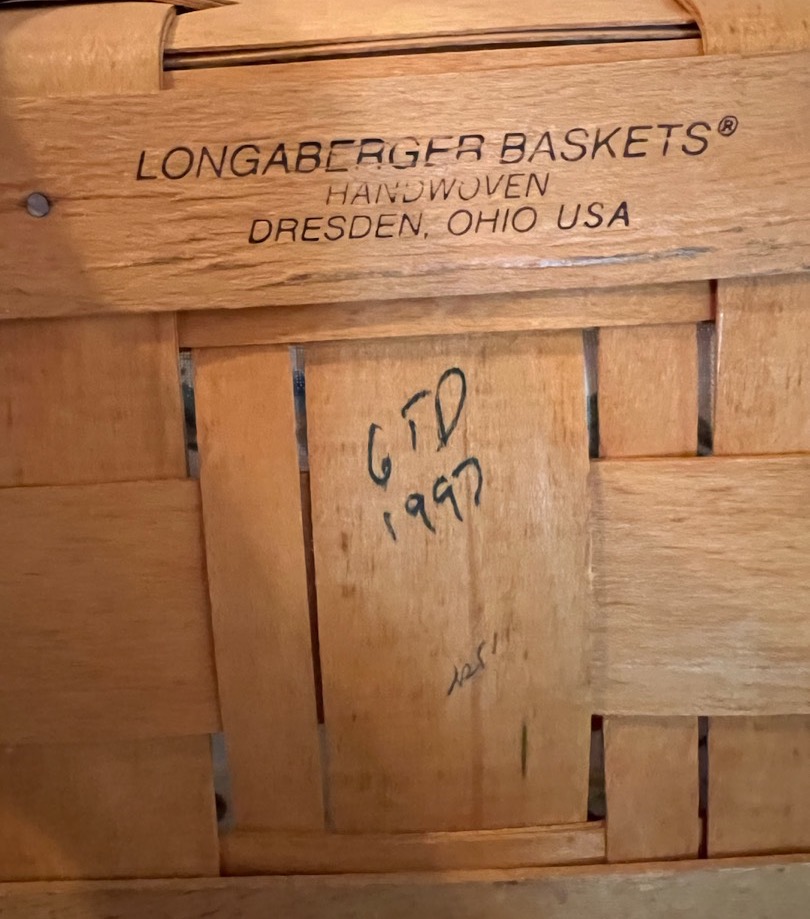 LONGABERGER BASKETS®
HANDWOVEN
DRESDEN, OHIO USA
GTD
1997